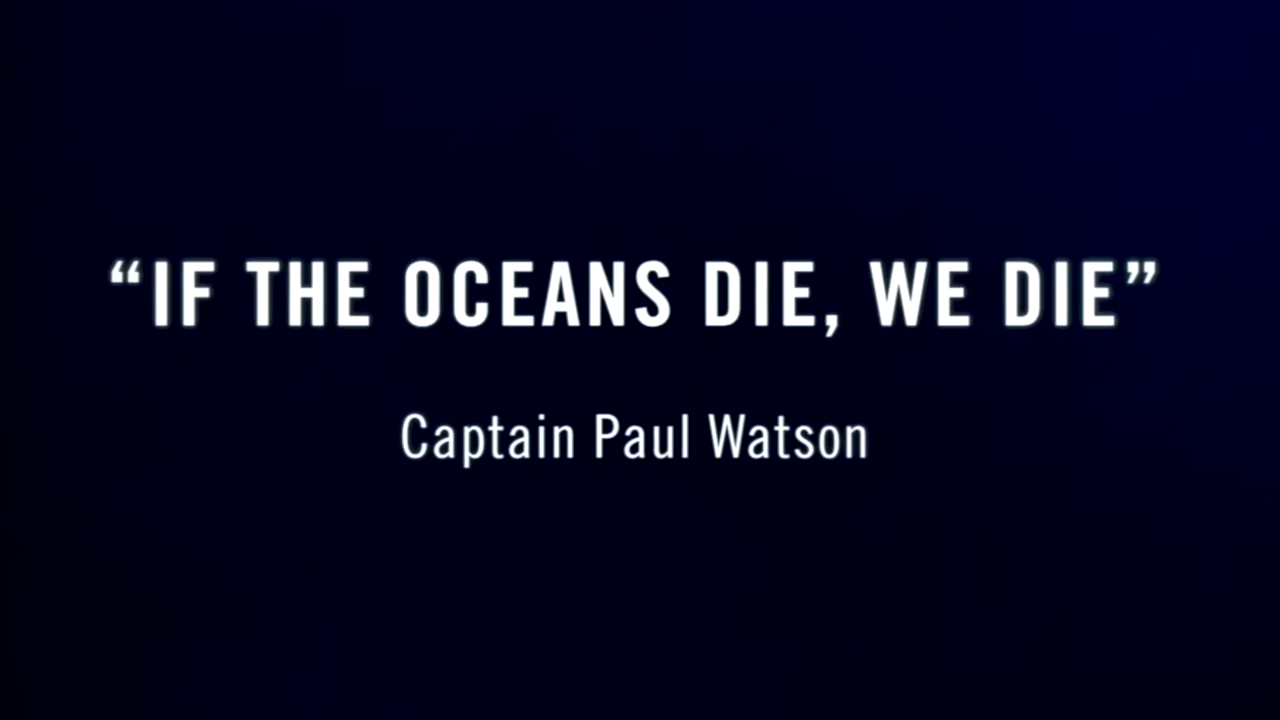 “IF THE OCEANS DIE, WE DIE”
Captain Paul Watson